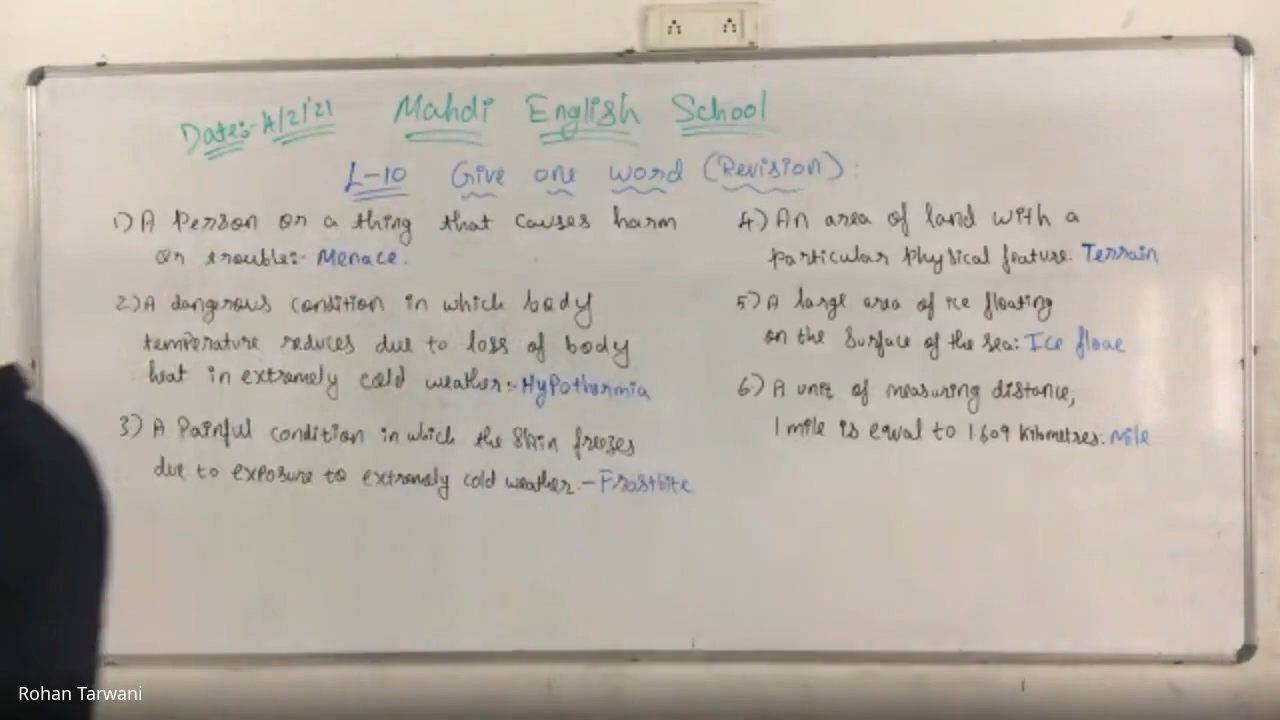 Date:- 4/2/'21 Mahdi English School
L-10 Give one word (Revision):
1) A Person or a thing that causes harm
or trouble:- Menace.
2) A dangerous condition in which body
temperature reduces due to loss of body
heat in extremely cold weather:- Hypothermia
3) A Painful condition in which the Skin freezes
due to exposure to extremely cold weather.- Frostbite
4) An area of land with a
particular physical feature. Terrain
5) A large area of ice floating
on the surface of the sea: Ice floae
6) A unit of measuring distance,
1 mile is equal to 1.609 kilometres: Mile
Rohan Tarwani